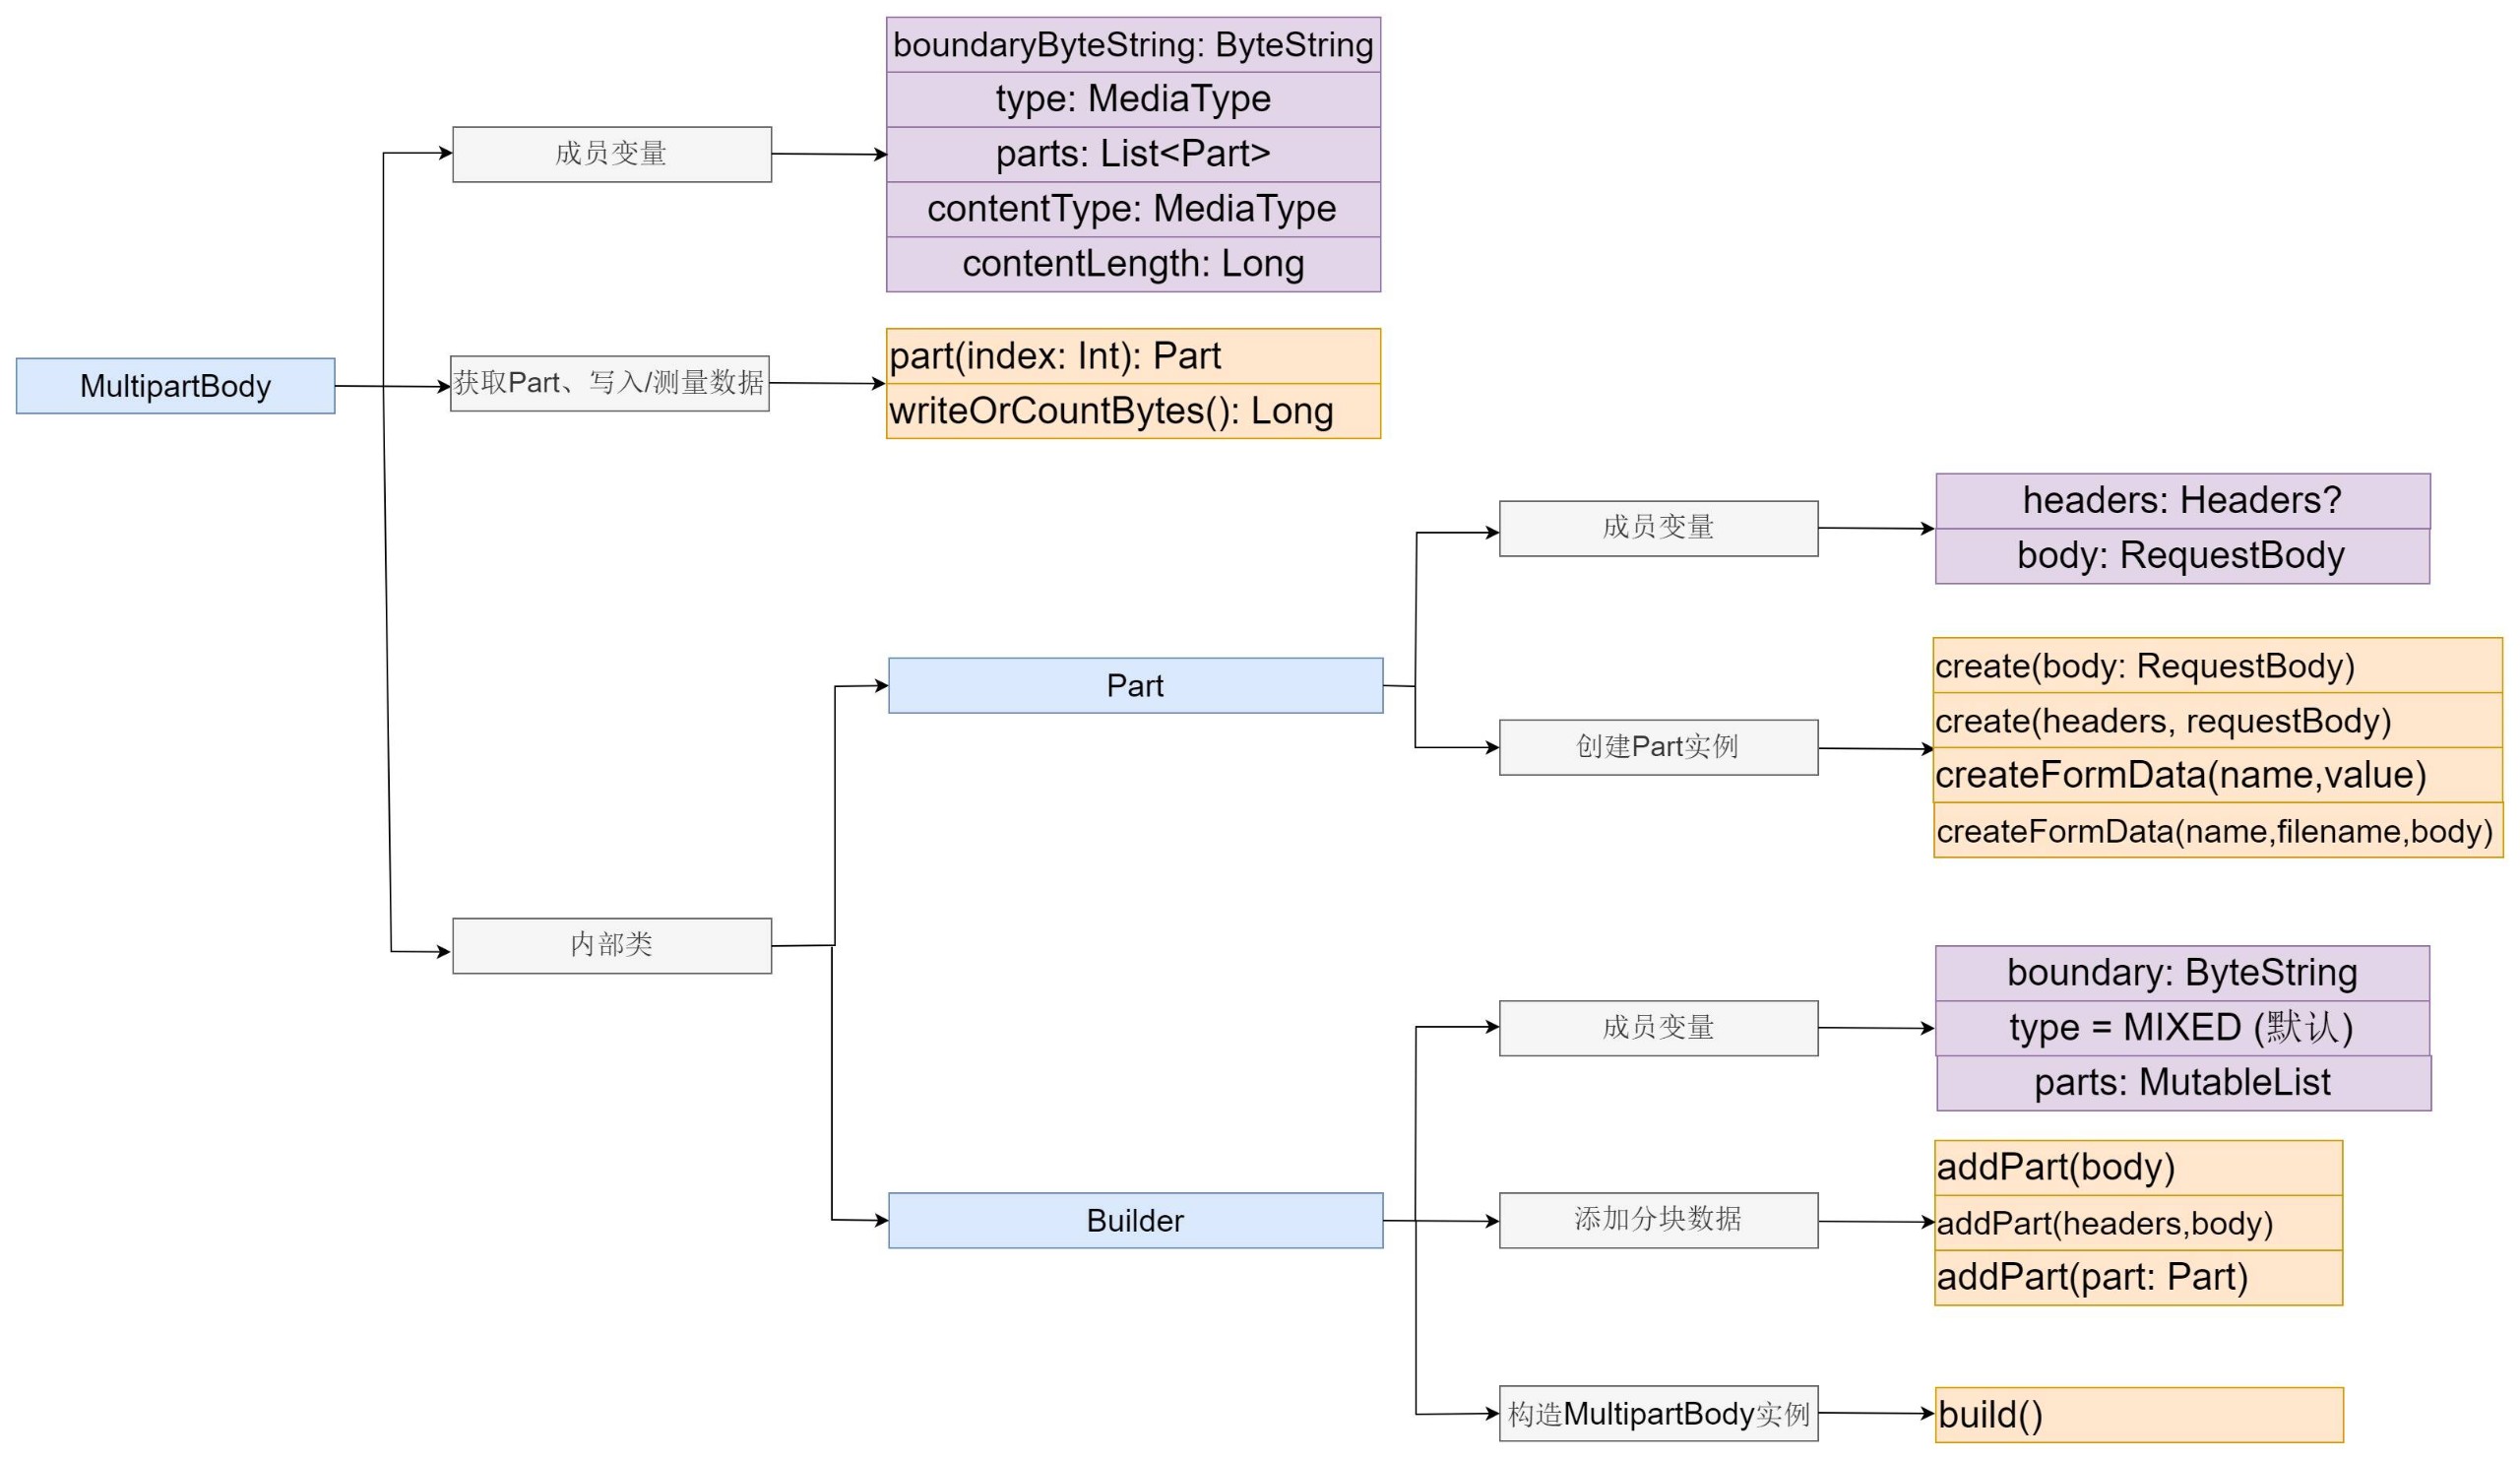 boundaryByteString: ByteString
type: MediaType
成员变量
parts: List<Part>
contentType: MediaType
contentLength: Long
MultipartBody
获取Part、写入/测量数据
part(index: Int): Part
writeOrCountBytes(): Long
内部类
Part
成员变量
headers: Headers?
body: RequestBody
创建Part实例
create(body: RequestBody)
create(headers, requestBody)
createFormData(name,value)
createFormData(name,filename,body)
Builder
成员变量
boundary: ByteString
type = MIXED (默认)
parts: MutableList
添加分块数据
addPart(body)
addPart(headers,body)
addPart(part: Part)
构造MultipartBody实例
build()